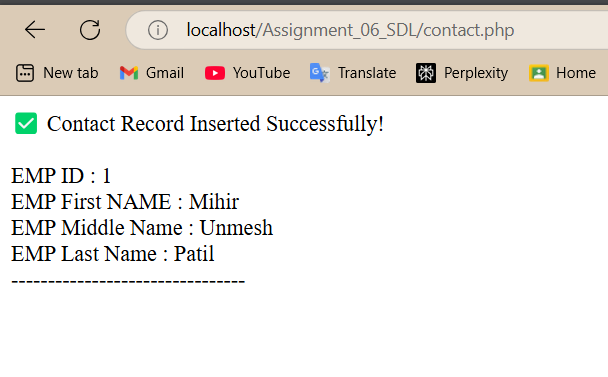 localhost/Assignment_06_SDL/contact.php
New tab Gmail YouTube Translate Perplexity Home
✅ Contact Record Inserted Successfully!
EMP ID : 1
EMP First NAME : Mihir
EMP Middle Name : Unmesh
EMP Last Name : Patil
--------------------------------